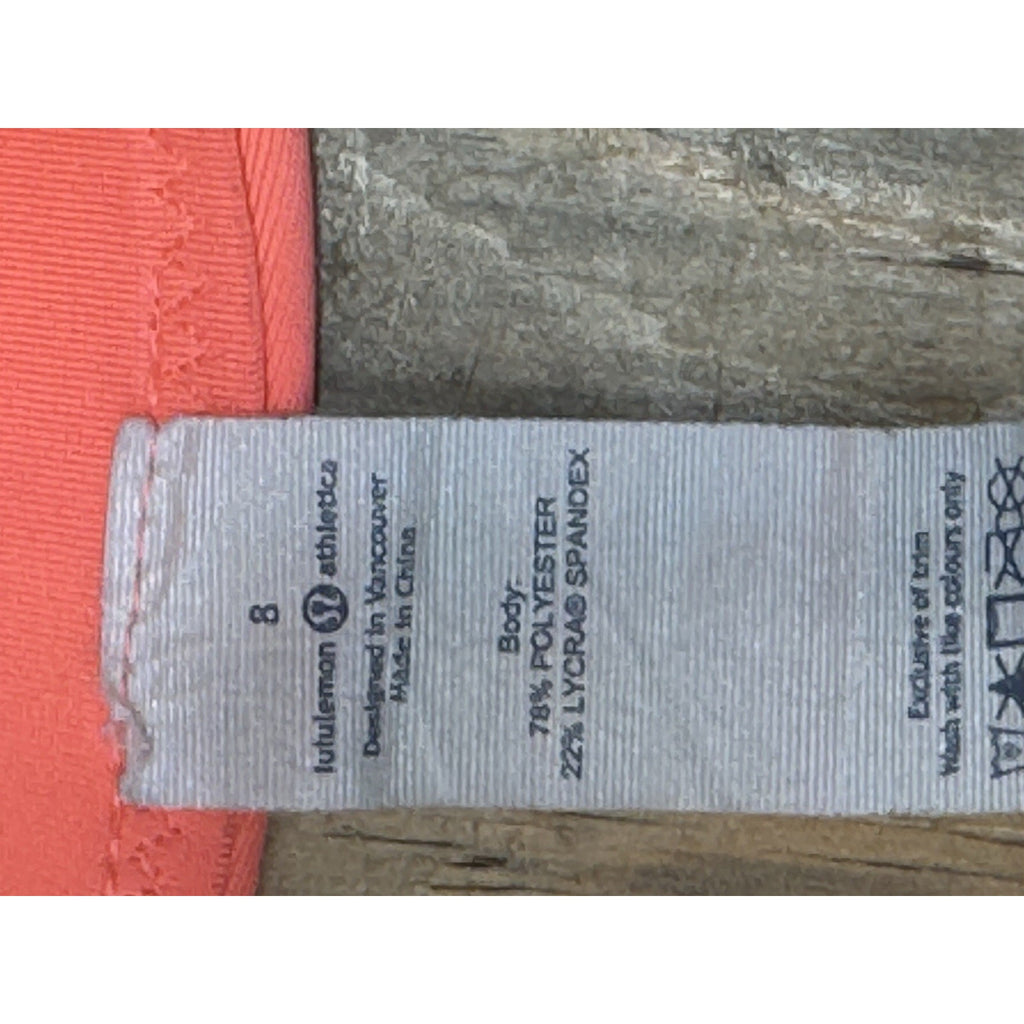 8
lululemon athletica
Designed in Vancouver
Made in China
Body:
78% POLYESTER
22% LYCRA® SPANDEX
Exclusive of trim
Wash with like colours only